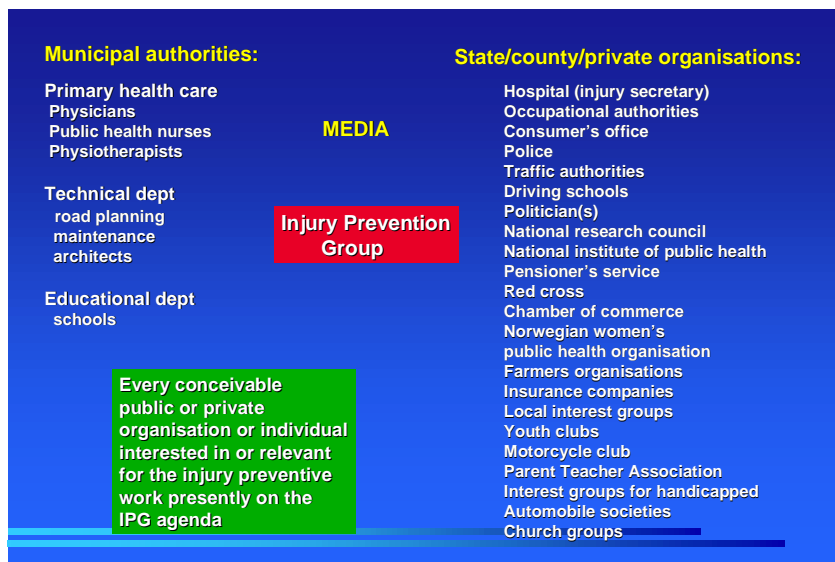 Municipal authorities:
Primary health care
Physicians
Public health nurses
Physiotherapists
Technical dept
road planning
maintenance
architects
Educational dept
schools
MEDIA
Injury Prevention
Group
Every conceivable
public or private
organisation or individual
interested in or relevant
for the injury preventive
work presently on the
IPG agenda
State/county/private organisations:
Hospital (injury secretary)
Occupational authorities
Consumer's office
Police
Traffic authorities
Driving schools
Politician(s)
National research council
National institute of public health
Pensioner's service
Red cross
Chamber of commerce
Norwegian women's
public health organisation
Farmers organisations
Insurance companies
Local interest groups
Youth clubs
Motorcycle club
Parent Teacher Association
Interest groups for handicapped
Automobile societies
Church groups